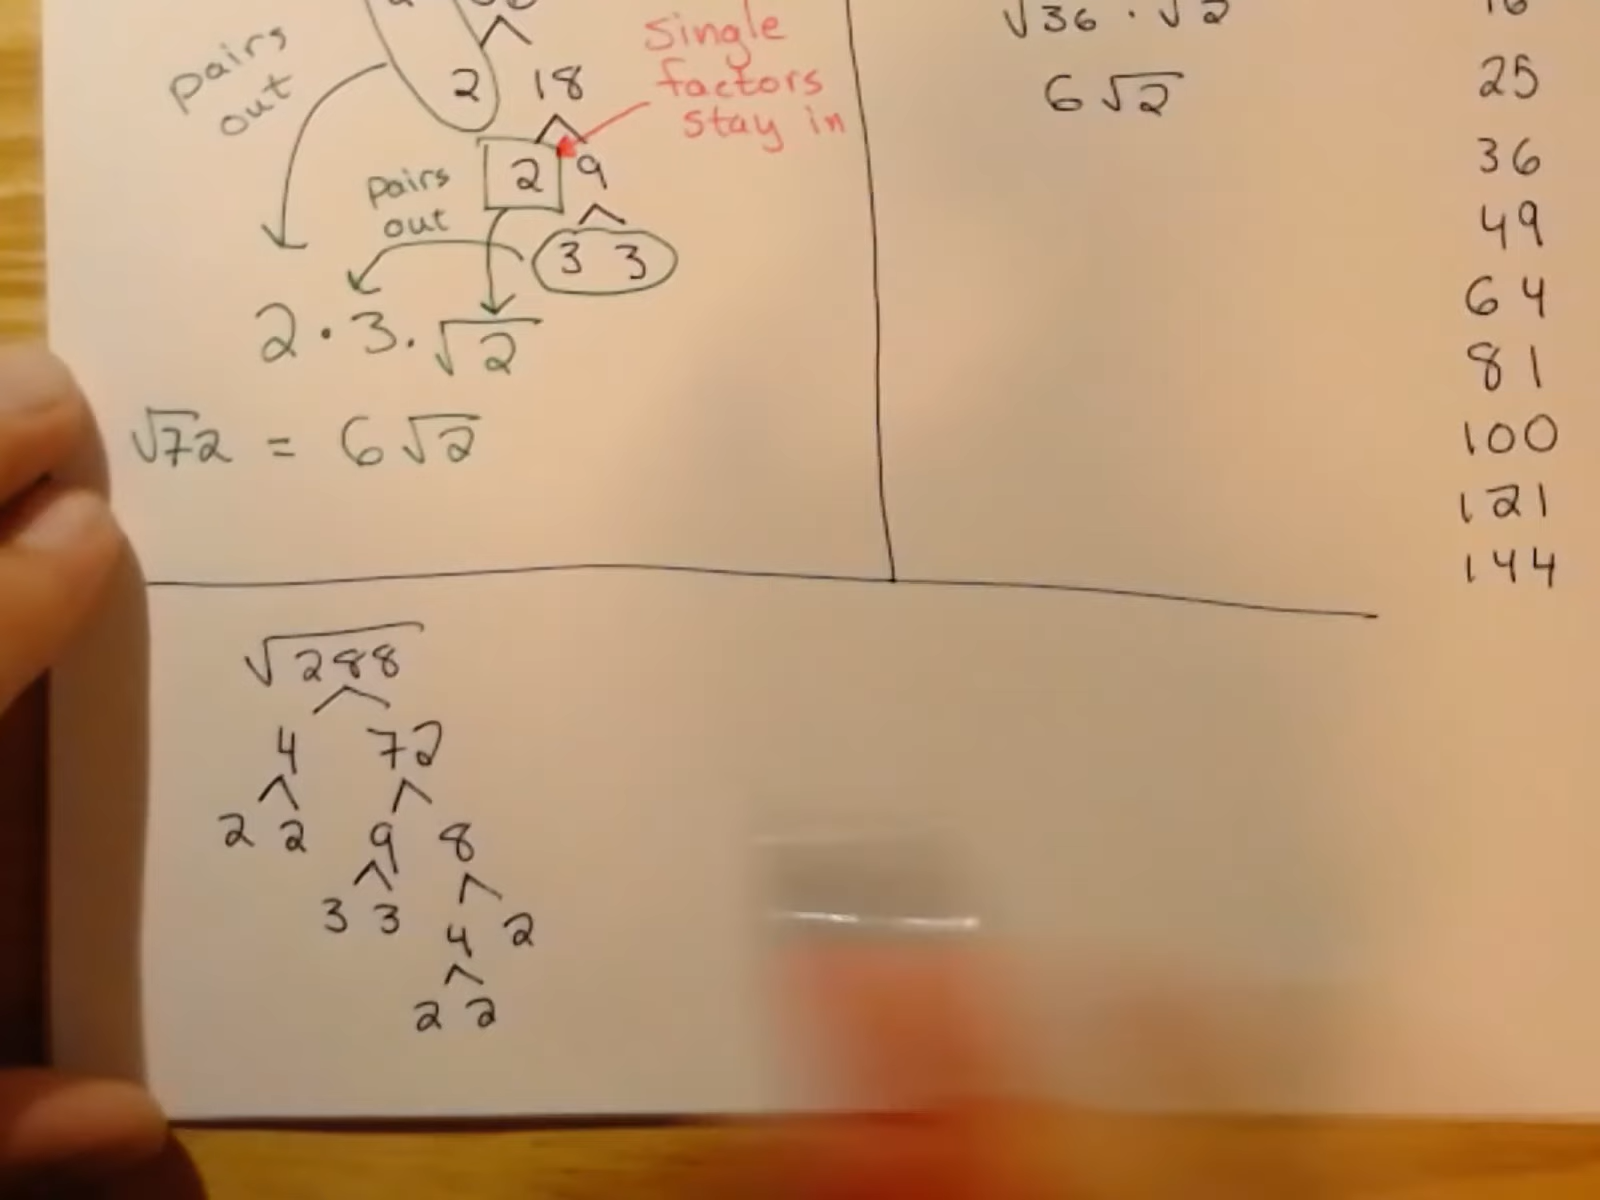 √36 · √2
6√2
25
36
49
64
81
100
121
144
pairs
out
2 18
single
factors
stay in
2 9
pairs
out
3 3
2 · 3 · √2
√72 = 6√2
√288
4 72
2 2 9 8
3 3 4 2
2 2